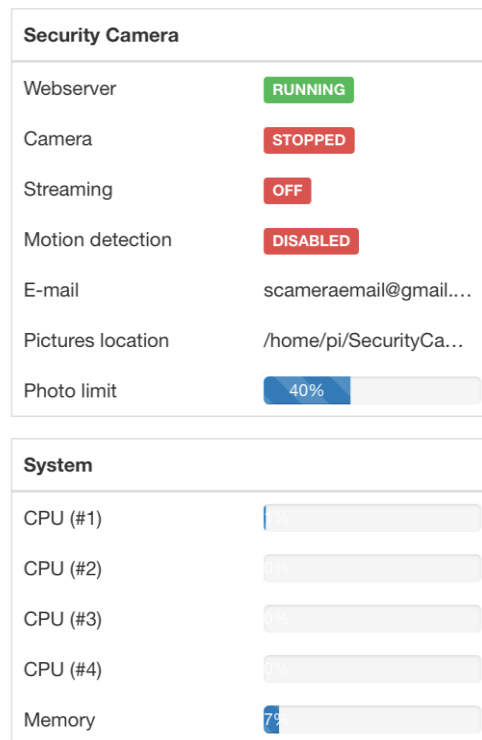 Security Camera
Webserver RUNNING
Camera STOPPED
Streaming OFF
Motion detection DISABLED
E-mail scameraemail@gmail.…
Pictures location /home/pi/SecurityCa…
Photo limit 40%
System
CPU (#1) 1%
CPU (#2) 0%
CPU (#3) 0%
CPU (#4) 0%
Memory 7%